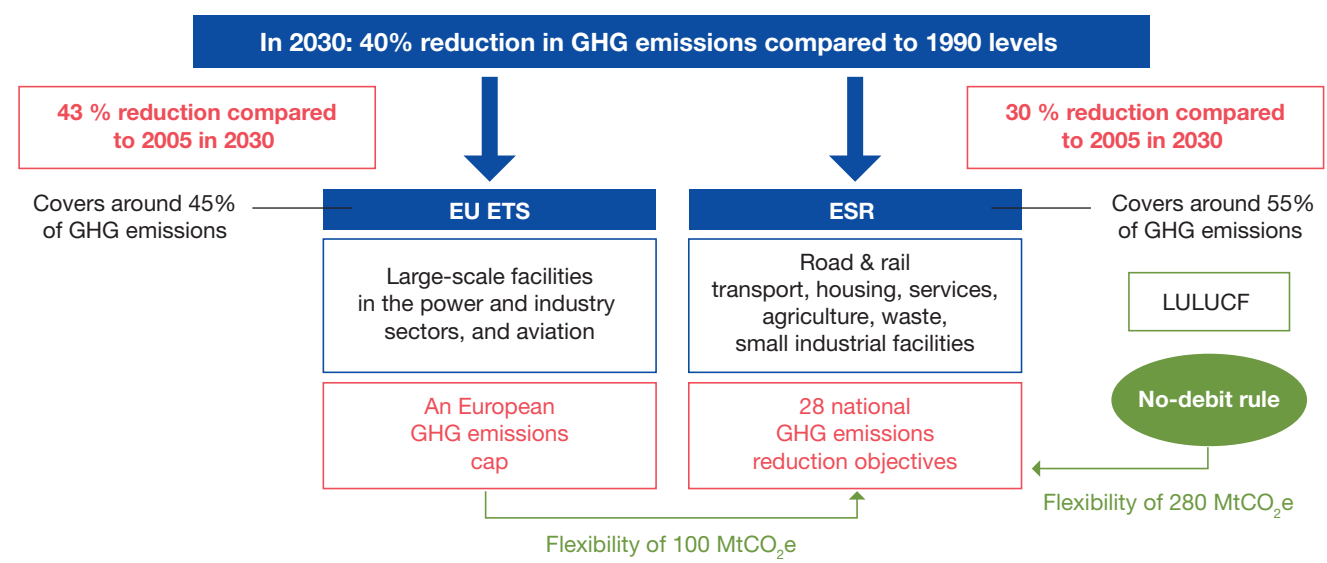 In 2030: 40% reduction in GHG emissions compared to 1990 levels
43 % reduction compared
to 2005 in 2030
30 % reduction compared
to 2005 in 2030
Covers around 45%
of GHG emissions
EU ETS
ESR
Covers around 55%
of GHG emissions
Large-scale facilities
in the power and industry
sectors, and aviation
Road & rail
transport, housing, services,
agriculture, waste,
small industrial facilities
LULUCF
No-debit rule
An European
GHG emissions
cap
28 national
GHG emissions
reduction objectives
Flexibility of 280 MtCO₂e
Flexibility of 100 MtCO₂e